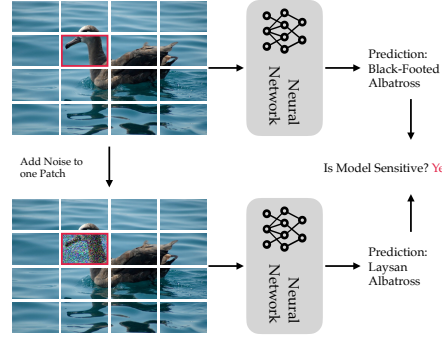 Neural
Network
Prediction:
Black-Footed
Albatross
Add Noise to
one Patch
Is Model Sensitive? Ye
Neural
Network
Prediction:
Laysan
Albatross